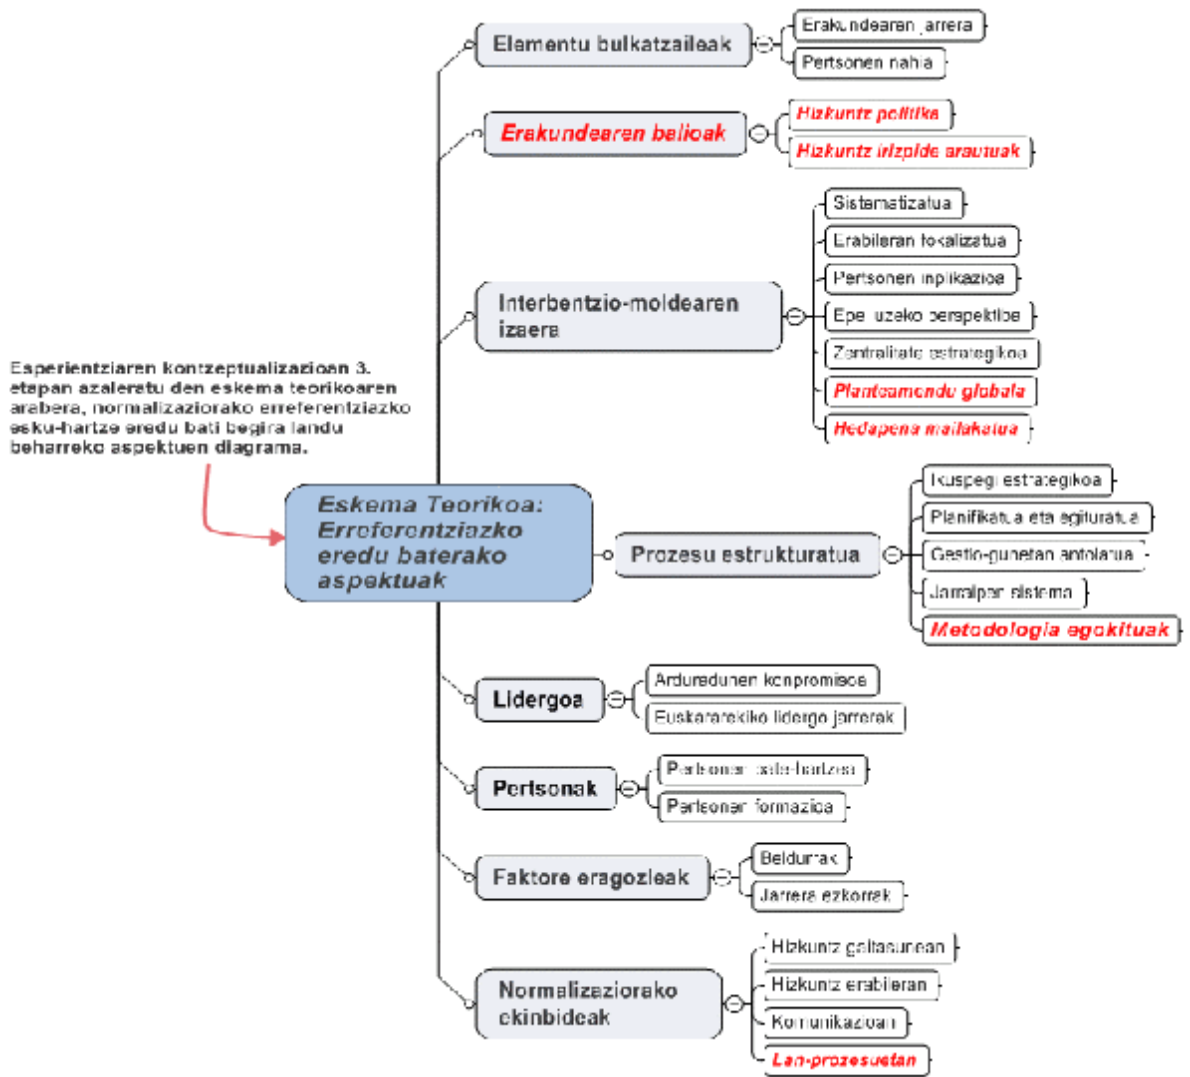 Elementu bulkatzaileak
Erakundearen jarrera
Pertsonen nahia
Erakundearen balioak
Hizkuntz politika
Hizkuntz irizpide arautuak
Interbentzio-moldearen
izaera
Sistematizatua
Erabileran fokalizatua
Pertsonen inplikazioa
Epe luzeko perspektiba
Zentralitate estrategikoa
Planteamendu globala
Hedapena mailakatua
Esperientziaren kontzeptualizazioan 3.
etapan azaleratu den eskema teorikoaren
arabera, normalizaziorako erreferentziazko
esku-hartze eredu bati begira landu
beharreko aspektuen diagrama.
Eskema Teorikoa:
Erreferentziazko
eredu baterako
aspektuak
Prozesu estrukturatua
Ikuspegi estrategikoa
Planifikatua eta egituratua
Gestio-gunetan antolatua
Jarraipen sistema
Metodologia egokituak
Lidergoa
Arduradunen konpromisoa
Euskararekiko lidergo jarrerak
Pertsonak
Pertsonen parte-hartzea
Pertsonen formazioa
Faktore eragozleak
Beldurrak
Jarrera ezkorrak
Normalizaziorako
ekinbideak
Hizkuntz gaitasunean
Hizkuntz erabileran
Komunikazioan
Lan-prozesuetan